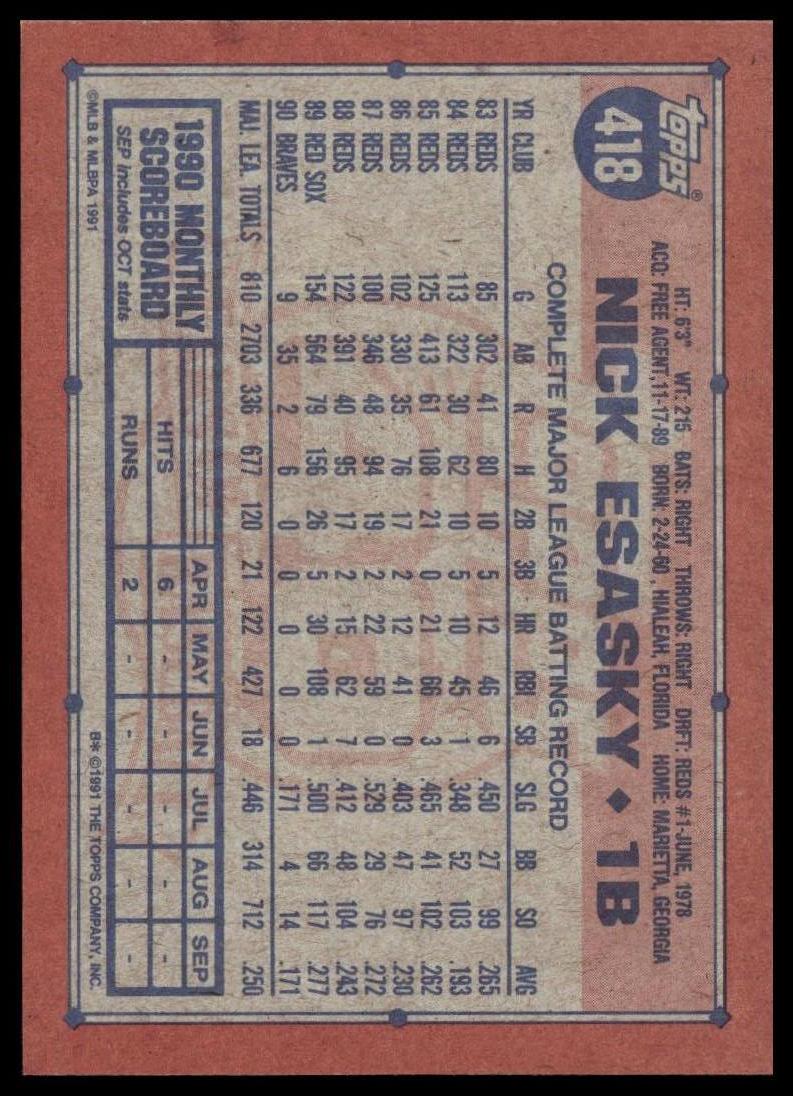 TOPPS®
418
HT: 6'3" WT: 215 BATS: RIGHT THROWS: RIGHT DRFT: REDS #1-JUNE, 1978
ACQ: FREE AGENT,11-17-89 BORN: 2-24-60, HIALEAH, FLORIDA HOME: MARIETTA, GEORGIA
NICK ESASKY ♦ 1B
COMPLETE MAJOR LEAGUE BATTING RECORD
YR CLUB G AB R H 2B 3B HR RBI SB SLG BB SO AVG
83 REDS 85 302 41 80 10 5 12 46 6 .450 27 99 .265
84 REDS 113 322 30 62 10 5 10 45 1 .348 52 103 .193
85 REDS 125 413 61 108 21 0 21 66 3 .465 41 102 .262
86 REDS 102 330 35 76 17 2 12 41 0 .403 47 97 .230
87 REDS 100 346 48 94 19 2 22 59 0 .529 29 76 .272
88 REDS 122 391 40 95 17 2 15 62 7 .412 48 104 .243
89 RED SOX 154 564 79 156 26 5 30 108 1 .500 66 117 .277
90 BRAVES 9 35 2 6 0 0 0 0 0 .171 4 14 .171
MAJ. LEA. TOTALS 810 2703 336 677 120 21 122 427 18 .446 314 712 .250
1990 MONTHLY SCOREBOARD
SEP includes OCT stats
APR MAY JUN JUL AUG SEP
HITS 6 - - - - -
RUNS 2 - - - - -
©MLB & MLBPA 1991
B* ©1991 THE TOPPS COMPANY, INC.